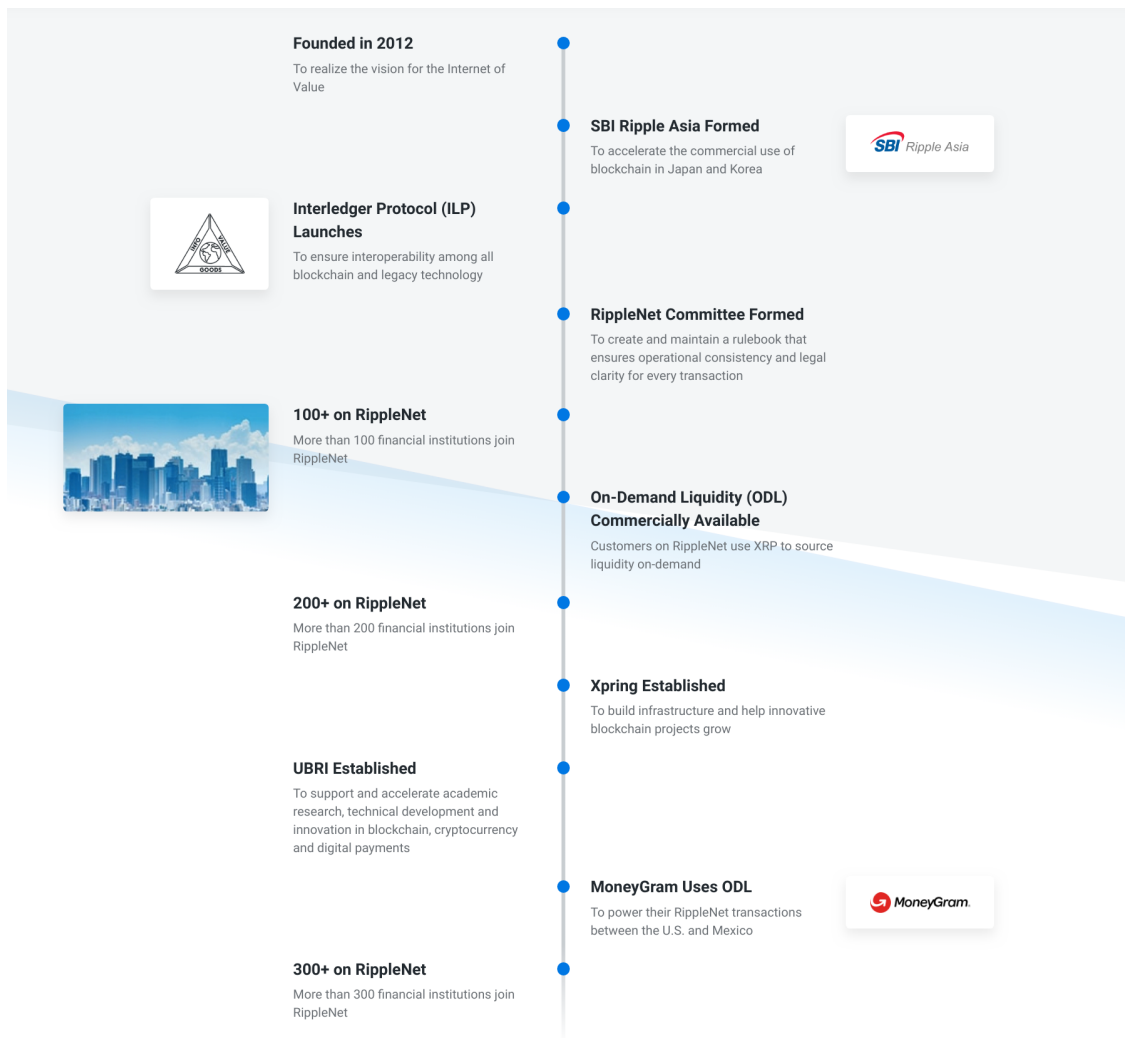 Founded in 2012
To realize the vision for the Internet of
Value
SBI Ripple Asia Formed
To accelerate the commercial use of
blockchain in Japan and Korea
SBI Ripple Asia
INFO
VALUE
GOODS
Interledger Protocol (ILP)
Launches
To ensure interoperability among all
blockchain and legacy technology
RippleNet Committee Formed
To create and maintain a rulebook that
ensures operational consistency and legal
clarity for every transaction
100+ on RippleNet
More than 100 financial institutions join
RippleNet
On-Demand Liquidity (ODL)
Commercially Available
Customers on RippleNet use XRP to source
liquidity on-demand
200+ on RippleNet
More than 200 financial institutions join
RippleNet
Xpring Established
To build infrastructure and help innovative
blockchain projects grow
UBRI Established
To support and accelerate academic
research, technical development and
innovation in blockchain, cryptocurrency
and digital payments
MoneyGram Uses ODL
To power their RippleNet transactions
between the U.S. and Mexico
MoneyGram.
300+ on RippleNet
More than 300 financial institutions join
RippleNet